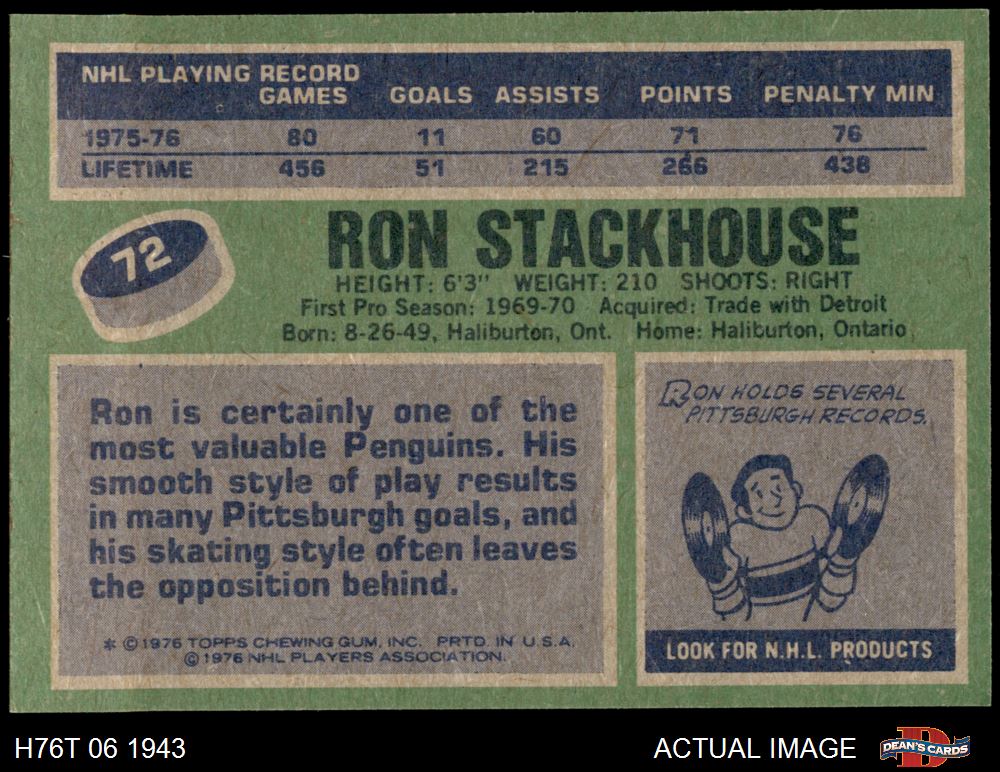 NHL PLAYING RECORD
GAMES GOALS ASSISTS POINTS PENALTY MIN
1975-76 80 11 60 71 76
LIFETIME 456 51 215 266 438
72
RON STACKHOUSE
HEIGHT: 6'3" WEIGHT: 210 SHOOTS: RIGHT
First Pro Season: 1969-70 Acquired: Trade with Detroit
Born: 8-26-49, Haliburton, Ont. Home: Haliburton, Ontario
Ron is certainly one of the
most valuable Penguins. His
smooth style of play results
in many Pittsburgh goals, and
his skating style often leaves
the opposition behind.
* © 1976 TOPPS CHEWING GUM, INC. PRTD. IN U.S.A.
© 1976 NHL PLAYERS ASSOCIATION.
RON HOLDS SEVERAL
PITTSBURGH RECORDS.
LOOK FOR N.H.L. PRODUCTS
H76T 06 1943 ACTUAL IMAGE
D
DEAN'S CARDS